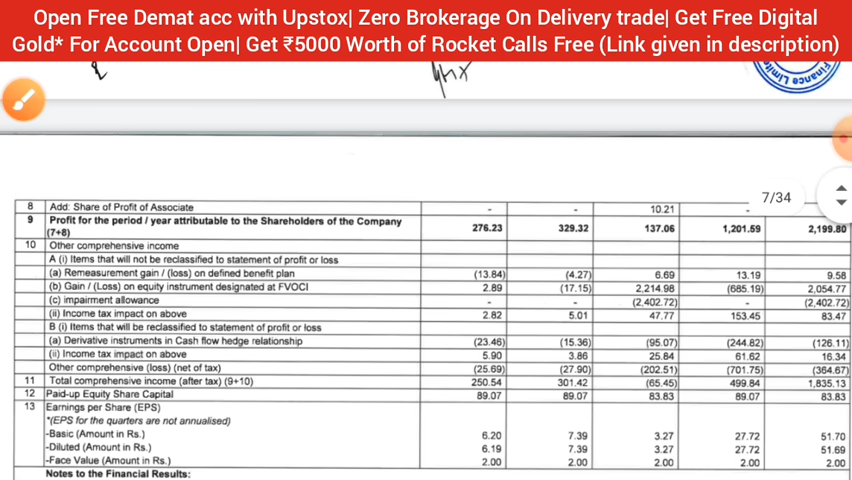 Open Free Demat acc with Upstox| Zero Brokerage On Delivery trade| Get Free Digital
Gold* For Account Open| Get ₹5000 Worth of Rocket Calls Free (Link given in description)
Finance Limite
7/34
8 Add: Share of Profit of Associate - - 10.21 -
9 Profit for the period / year attributable to the Shareholders of the Company 276.23 329.32 137.06 1,201.59 2,199.80
(7+8)
10 Other comprehensive income
A (i) Items that will not be reclassified to statement of profit or loss
(a) Remeasurement gain / (loss) on defined benefit plan (13.84) (4.27) 6.69 13.19 9.58
(b) Gain / (Loss) on equity instrument designated at FVOCI 2.89 (17.15) 2,214.98 (685.19) 2,054.77
(c) impairment allowance - - (2,402.72) - (2,402.72)
(ii) Income tax impact on above 2.82 5.01 47.77 153.45 83.47
B (i) Items that will be reclassified to statement of profit or loss
(a) Derivative instruments in Cash flow hedge relationship (23.46) (15.36) (95.07) (244.82) (126.11)
(ii) Income tax impact on above 5.90 3.86 25.84 61.62 16.34
Other comprehensive (loss) (net of tax) (25.69) (27.90) (202.51) (701.75) (364.67)
11 Total comprehensive income (after tax) (9+10) 250.54 301.42 (65.45) 499.84 1,835.13
12 Paid-up Equity Share Capital 89.07 89.07 83.83 89.07 83.83
13 Earnings per Share (EPS)
*(EPS for the quarters are not annualised)
-Basic (Amount in Rs.) 6.20 7.39 3.27 27.72 51.70
-Diluted (Amount in Rs.) 6.19 7.39 3.27 27.72 51.69
-Face Value (Amount in Rs.) 2.00 2.00 2.00 2.00 2.00
Notes to the Financial Results: